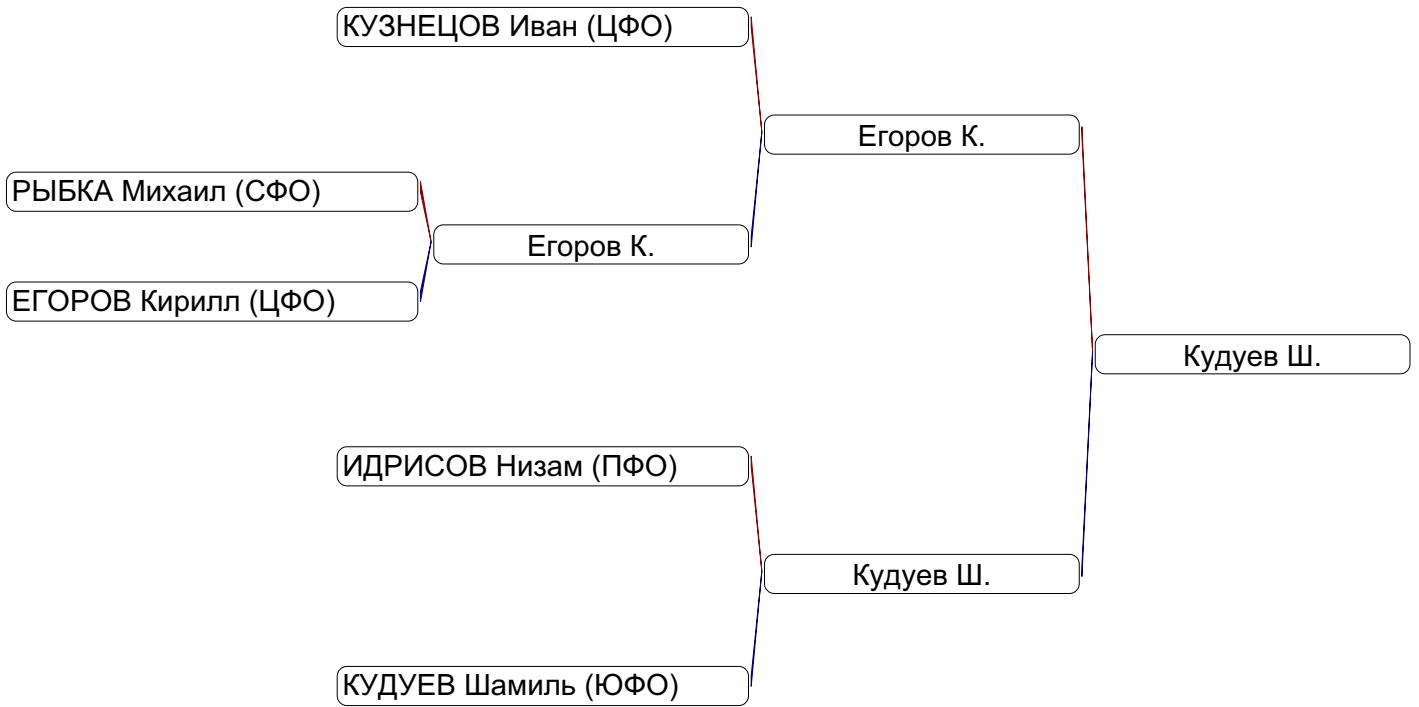 КУЗНЕЦОВ Иван (ЦФО)
Егоров К.
РЫБКА Михаил (СФО)
Егоров К.
ЕГОРОВ Кирилл (ЦФО)
Кудуев Ш.
ИДРИСОВ Низам (ПФО)
Кудуев Ш.
КУДУЕВ Шамиль (ЮФО)